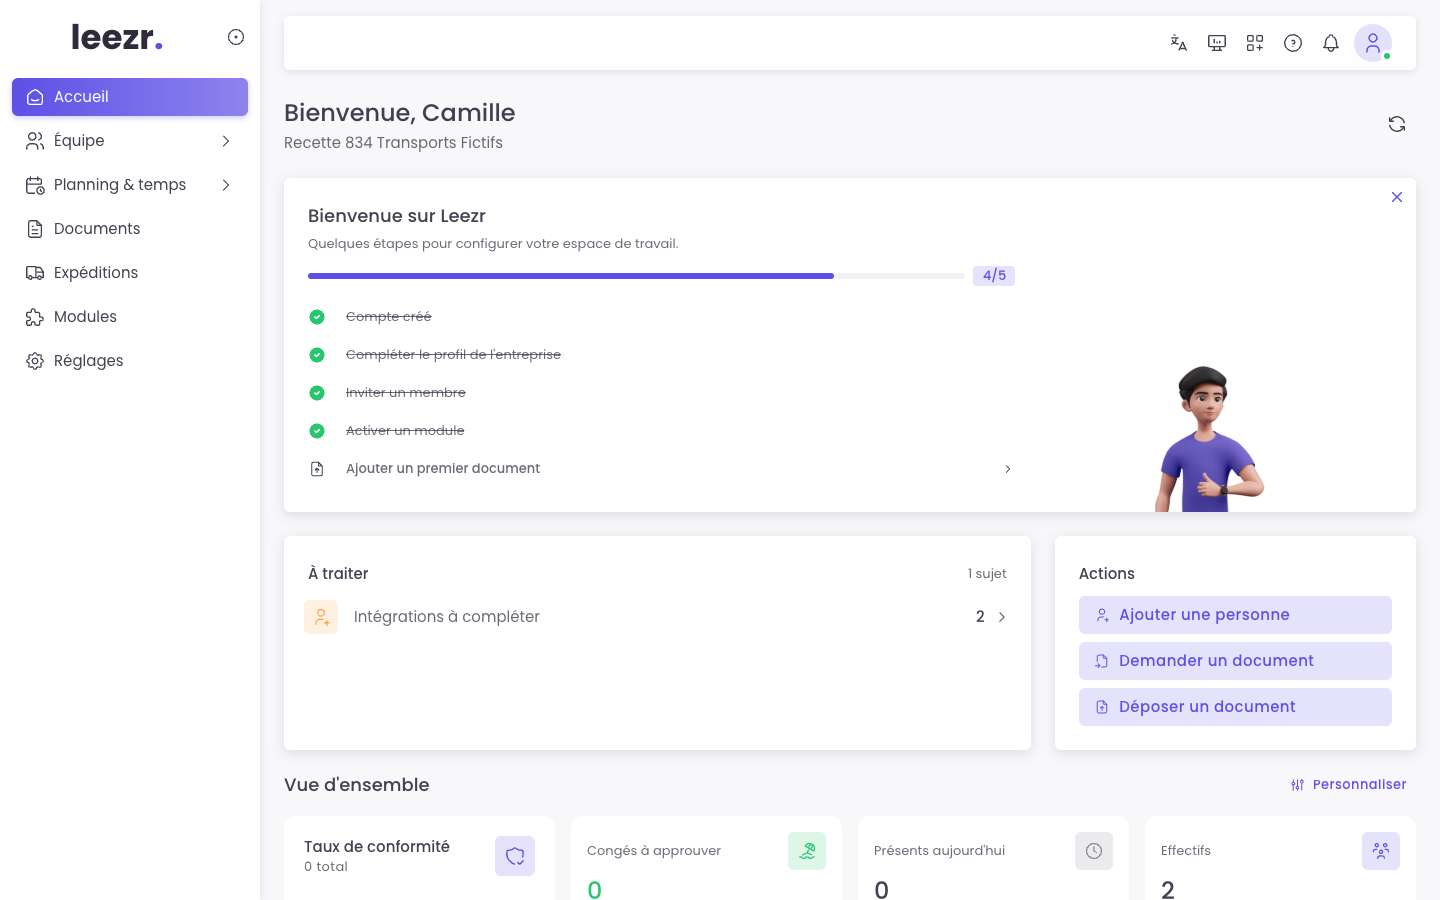 leezr.
Accueil
Équipe
Planning & temps
Documents
Expéditions
Modules
Réglages
Bienvenue, Camille
Recette 834 Transports Fictifs
Bienvenue sur Leezr
Quelques étapes pour configurer votre espace de travail.
4/5
Compte créé
Compléter le profil de l'entreprise
Inviter un membre
Activer un module
Ajouter un premier document
À traiter
1 sujet
Intégrations à compléter
2
Actions
Ajouter une personne
Demander un document
Déposer un document
Vue d'ensemble
Personnaliser
Taux de conformité
0 total
Congés à approuver
0
Présents aujourd'hui
0
Effectifs
2